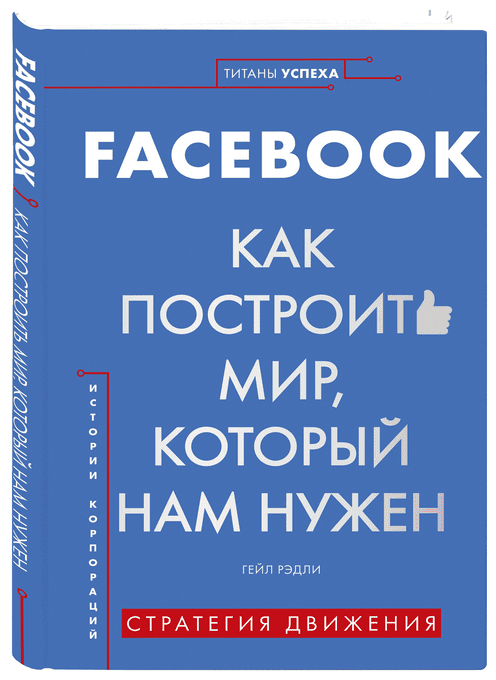 ТИТАНЫ УСПЕХА
FACEBOOK
КАК
ПОСТРОИТ
МИР,
КОТОРЫЙ
НАМ НУЖЕН
ГЕЙЛ РЭДЛИ
СТРАТЕГИЯ ДВИЖЕНИЯ
ИСТОРИИ КОРПОРАЦИЙ
FACEBOOK КАК ПОСТРОИТЬ МИР, КОТОРЫЙ НАМ НУЖЕН